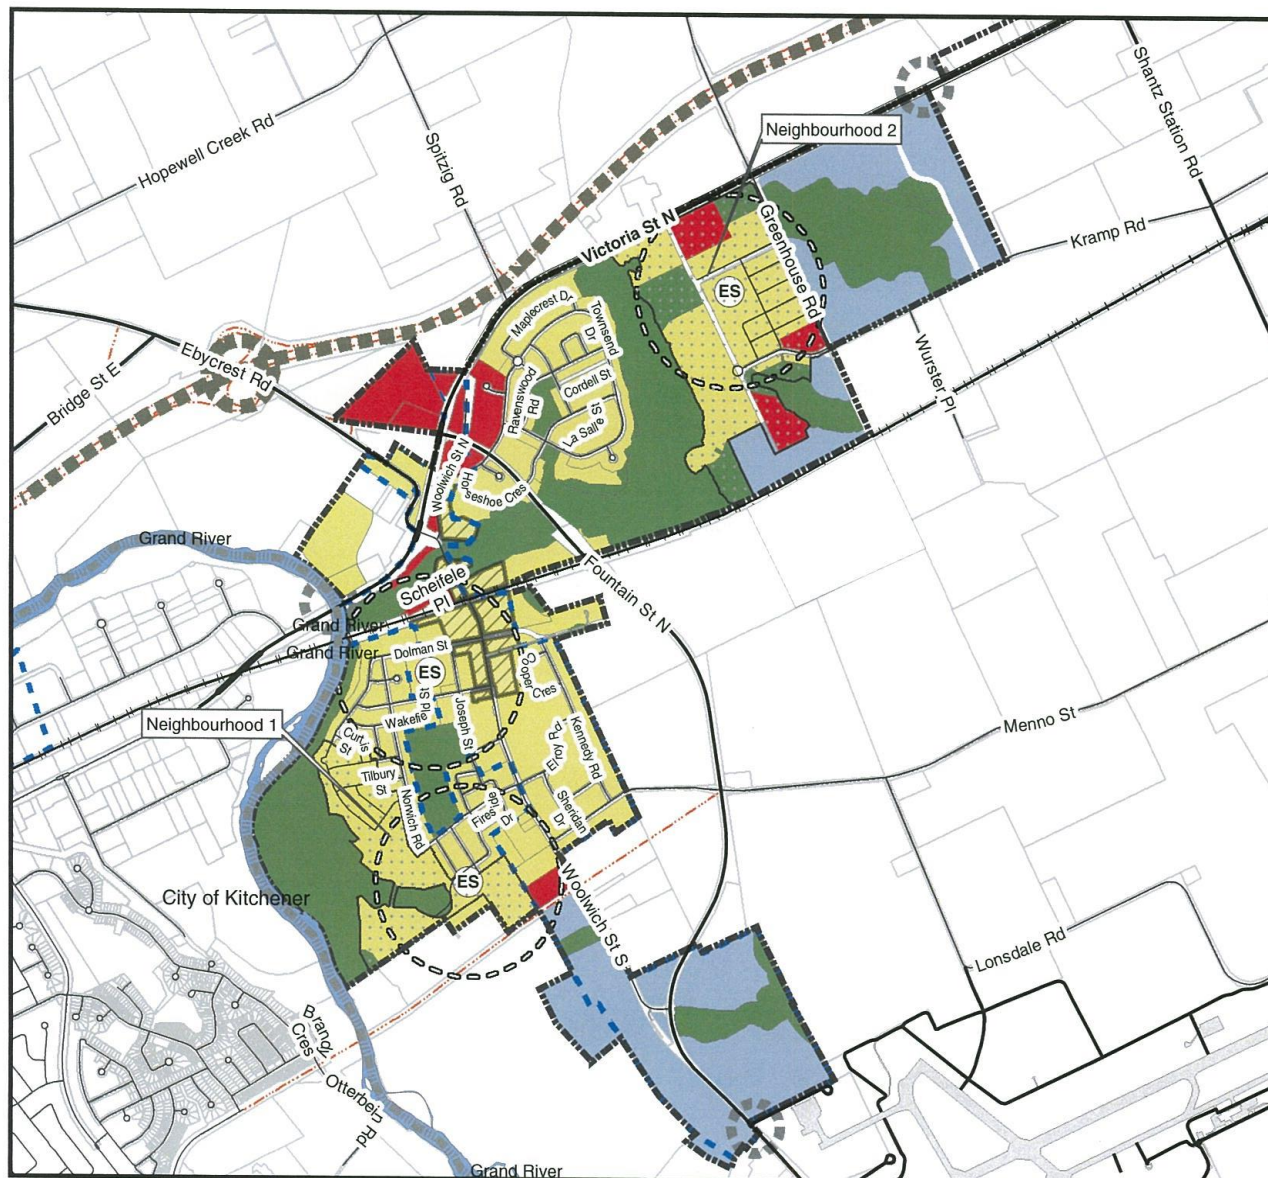 Shantz Station Rd
Neighbourhood 2
Hopewell Creek Rd
Spitzig Rd
Victoria St N
Greenhouse Rd
Kramp Rd
ES
Maplecrest Dr
Townsend
Dr
Ebycrest Rd
Bridge St E
Wurster Pl
Cordell St
Ravenswood
Rd
La Salle St
Woolwich St N
Horseshoe Cres
Grand River
Scheifele
Pl
Fountain St N
Grand River
Grand River
Dolman St
ES
Cooper
Cres
Wakefield St
Joseph St
Neighbourhood 1
Curtis
St
Elroy Rd
Kennedy Rd
Menno St
Tilbury
St
Norwich Rd
Fireside
Dr
Sheridan
Dr
ES
City of Kitchener
Woolwich St S
Lonsdale Rd
Brandy
Cres
Otterbein Rd
Grand River